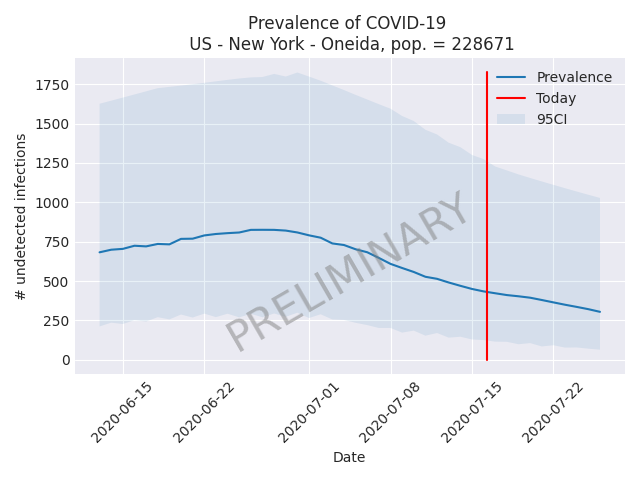 Prevalence of COVID-19
US - New York - Oneida, pop. = 228671
Prevalence
Today
95CI
# undetected infections
1750
1500
1250
1000
750
500
250
0
PRELIMINARY
2020-06-15
2020-06-22
2020-07-01
2020-07-08
2020-07-15
2020-07-22
Date